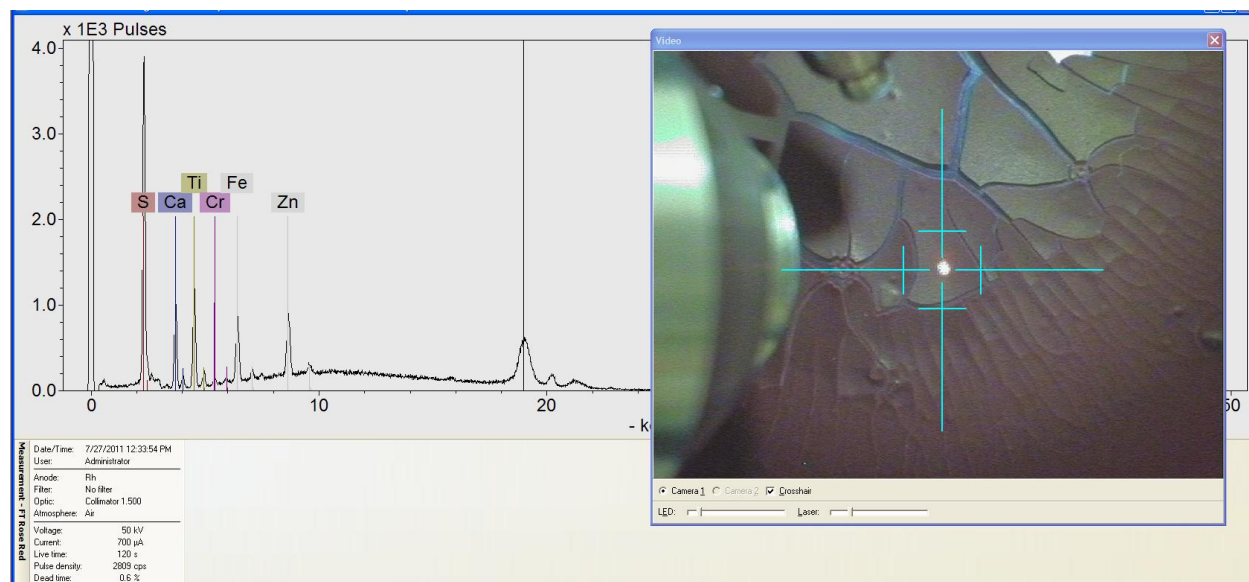 x 1E3 Pulses
4.0
3.0
2.0
1.0
0.0
S
Ca
Ti
Cr
Fe
Zn
0
10
20
50
- ke
Video
Camera 1
Camera 2
Crosshair
LED:
Laser:
Measurement - FT Rose Red
Date/Time: 7/27/2011 12:33:54 PM
User: Administrator
Anode: Rh
Filter: No filter
Optic: Collimator 1.500
Atmosphere: Air
Voltage: 50 kV
Current: 700 µA
Live time: 120 s
Pulse density: 2809 cps
Dead time: 0.6 %